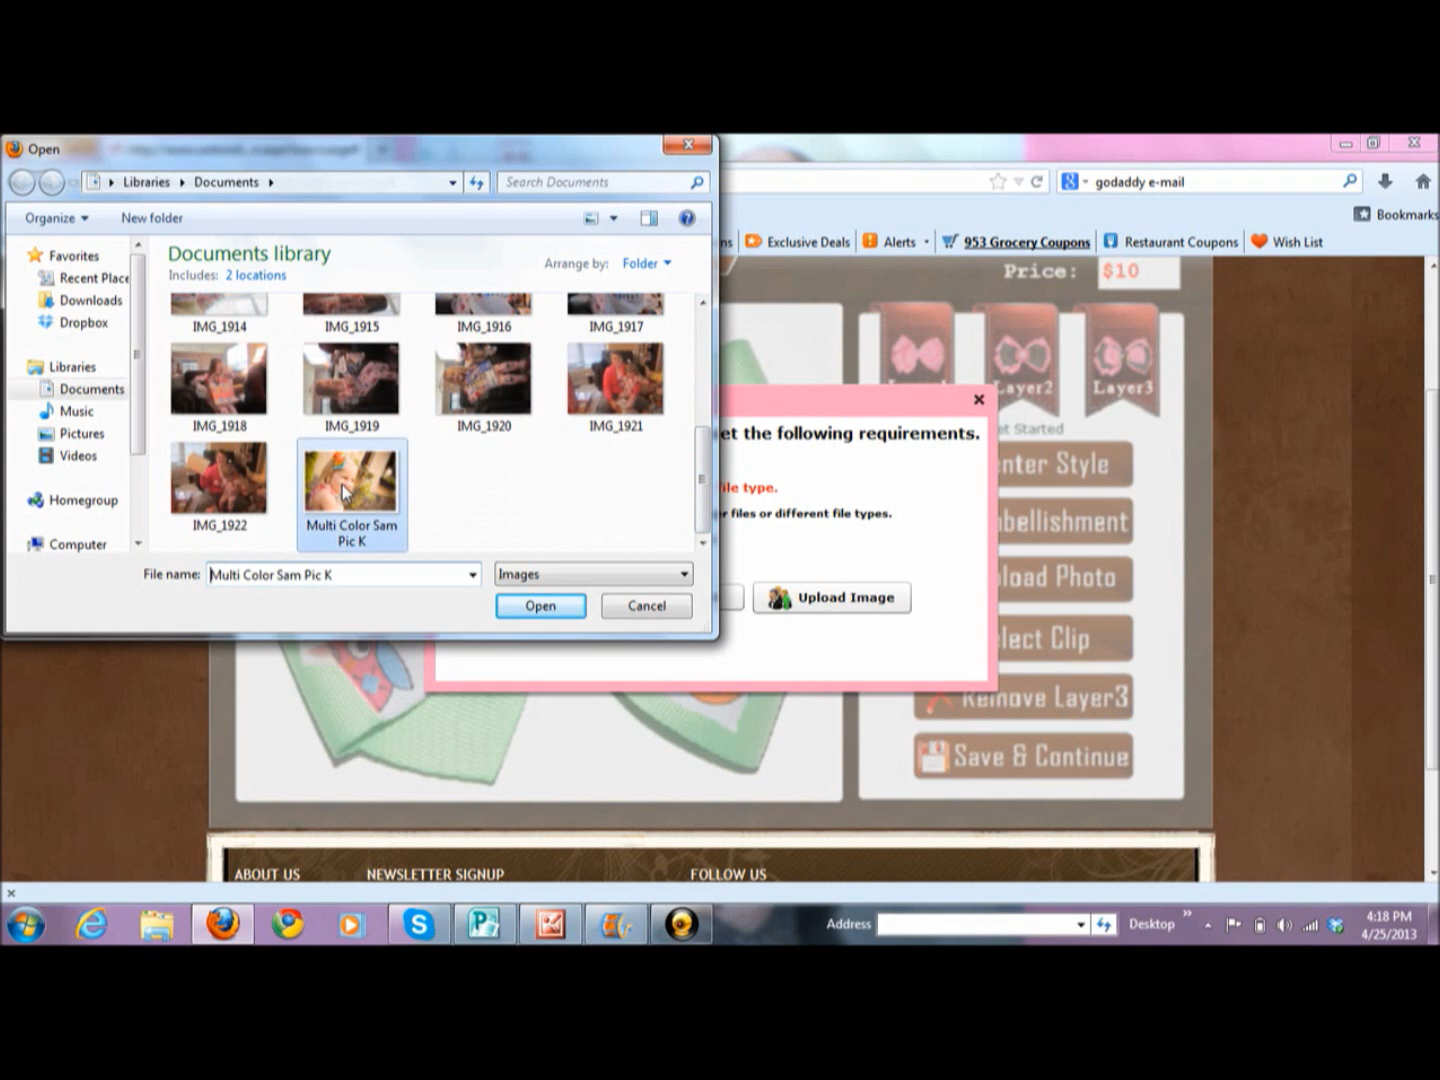 Open
Libraries
Documents
Search Documents
godaddy e-mail
Organize
New folder
Bookmarks
Exclusive Deals
Alerts
953 Grocery Coupons
Restaurant Coupons
Wish List
Favorites
Recent Place
Downloads
Dropbox
Libraries
Documents
Music
Pictures
Videos
Homegroup
Computer
Documents library
Includes: 2 locations
Arrange by: Folder
IMG_1914
IMG_1915
IMG_1916
IMG_1917
IMG_1918
IMG_1919
IMG_1920
IMG_1921
IMG_1922
Multi Color Sam
Pic K
File name: Multi Color Sam Pic K
Images
Open
Cancel
Price: $10
Layer2
Layer3
et the following requirements.
file type.
r files or different file types.
Upload Image
et Started
nter Style
bellishment
load Photo
lect Clip
Remove Layer3
Save & Continue
ABOUT US
NEWSLETTER SIGNUP
FOLLOW US
Address
Desktop
4:18 PM
4/25/2013